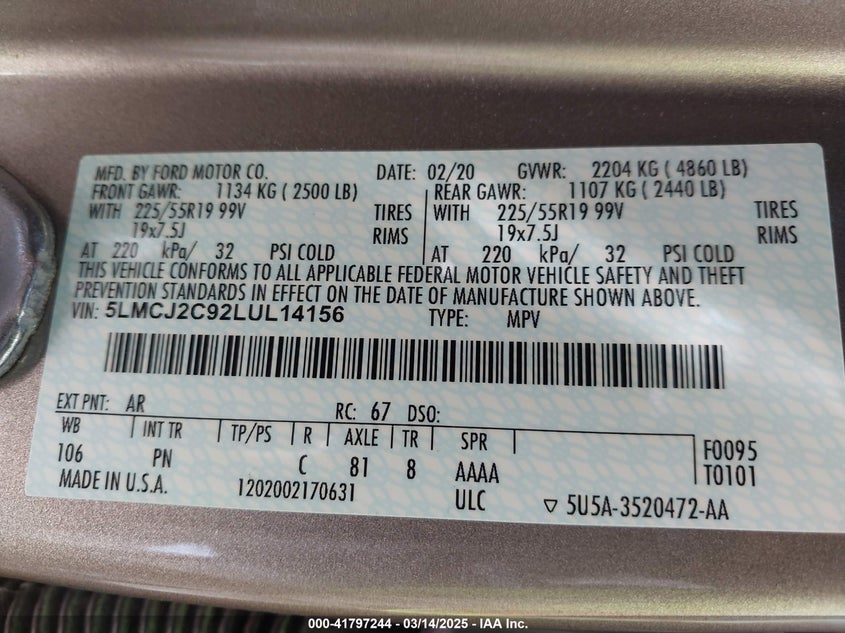 MFD. BY FORD MOTOR CO. DATE: 02/20 GVWR: 2204 KG ( 4860 LB)
FRONT GAWR: 1134 KG ( 2500 LB) REAR GAWR: 1107 KG ( 2440 LB)
WITH 225/55R19 99V TIRES WITH 225/55R19 99V TIRES
19x7.5J RIMS 19x7.5J RIMS
AT 220 kPa/ 32 PSI COLD AT 220 kPa/ 32 PSI COLD
THIS VEHICLE CONFORMS TO ALL APPLICABLE FEDERAL MOTOR VEHICLE SAFETY AND THEFT
PREVENTION STANDARDS IN EFFECT ON THE DATE OF MANUFACTURE SHOWN ABOVE.
VIN: 5LMCJ2C92LUL14156 TYPE: MPV
EXT PNT: AR RC: 67 DSO:
WB INT TR TP/PS R AXLE TR SPR F0095
106 PN C 81 8 AAAA T0101
MADE IN U.S.A. 1202002170631 ULC ▽ 5U5A-3520472-AA
000-41797244 — 03/14/2025 — IAA Inc.